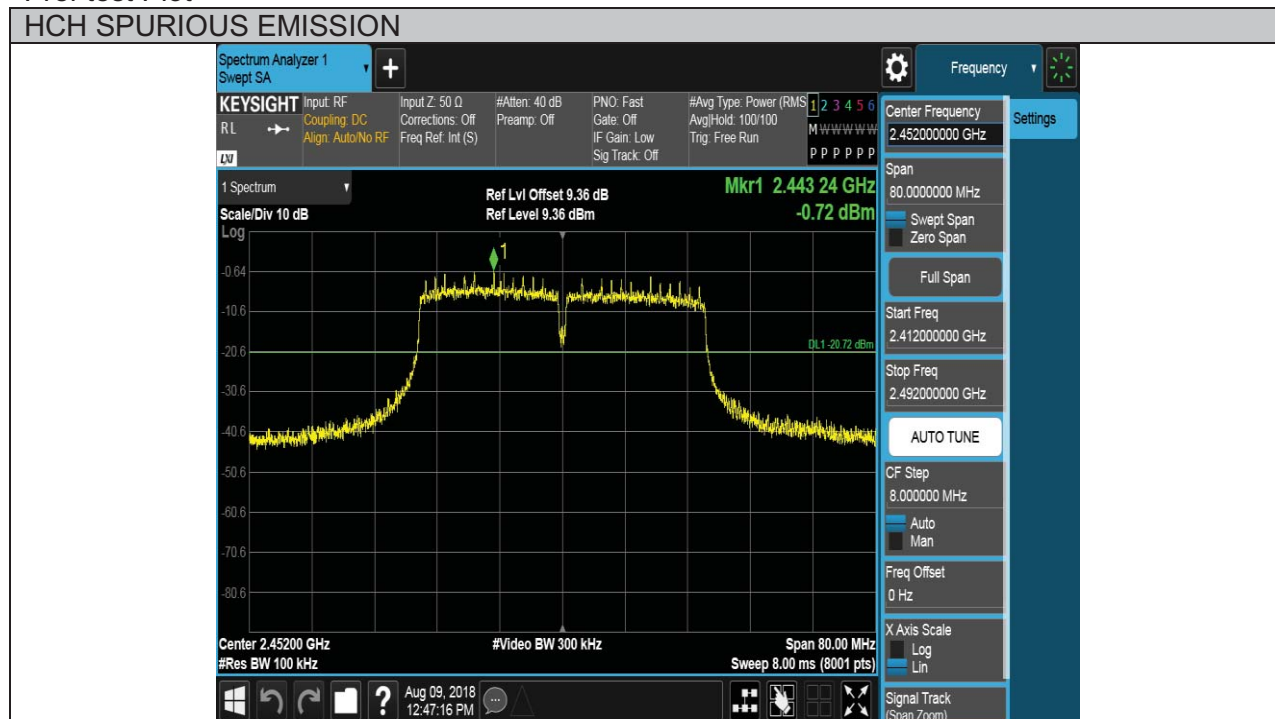 HCH SPURIOUS EMISSION
Spectrum Analyzer 1
Swept SA
+
Frequency
KEYSIGHT
RL
LXI
Input: RF
Coupling: DC
Align: Auto/No RF
Input Z: 50 Ω
Corrections: Off
Freq Ref: Int (S)
#Atten: 40 dB
Preamp: Off
PNO: Fast
Gate: Off
IF Gain: Low
Sig Track: Off
#Avg Type: Power (RMS
Avg|Hold: 100/100
Trig: Free Run
1 2 3 4 5 6
M W W W W W
P P P P P P
1 Spectrum
Scale/Div 10 dB
Log
Ref Lvl Offset 9.36 dB
Ref Level 9.36 dBm
Mkr1 2.443 24 GHz
-0.72 dBm
1
-0.64
-10.6
-20.6
-30.6
-40.6
-50.6
-60.6
-70.6
-80.6
DL1 -20.72 dBm
Center 2.45200 GHz
#Res BW 100 kHz
#Video BW 300 kHz
Span 80.00 MHz
Sweep 8.00 ms (8001 pts)
Center Frequency
2.452000000 GHz
Settings
Span
80.0000000 MHz
Swept Span
Zero Span
Full Span
Start Freq
2.412000000 GHz
Stop Freq
2.492000000 GHz
AUTO TUNE
CF Step
8.000000 MHz
Auto
Man
Freq Offset
0 Hz
X Axis Scale
Log
Lin
Signal Track
(Span Zoom)
?
Aug 09, 2018
12:47:16 PM